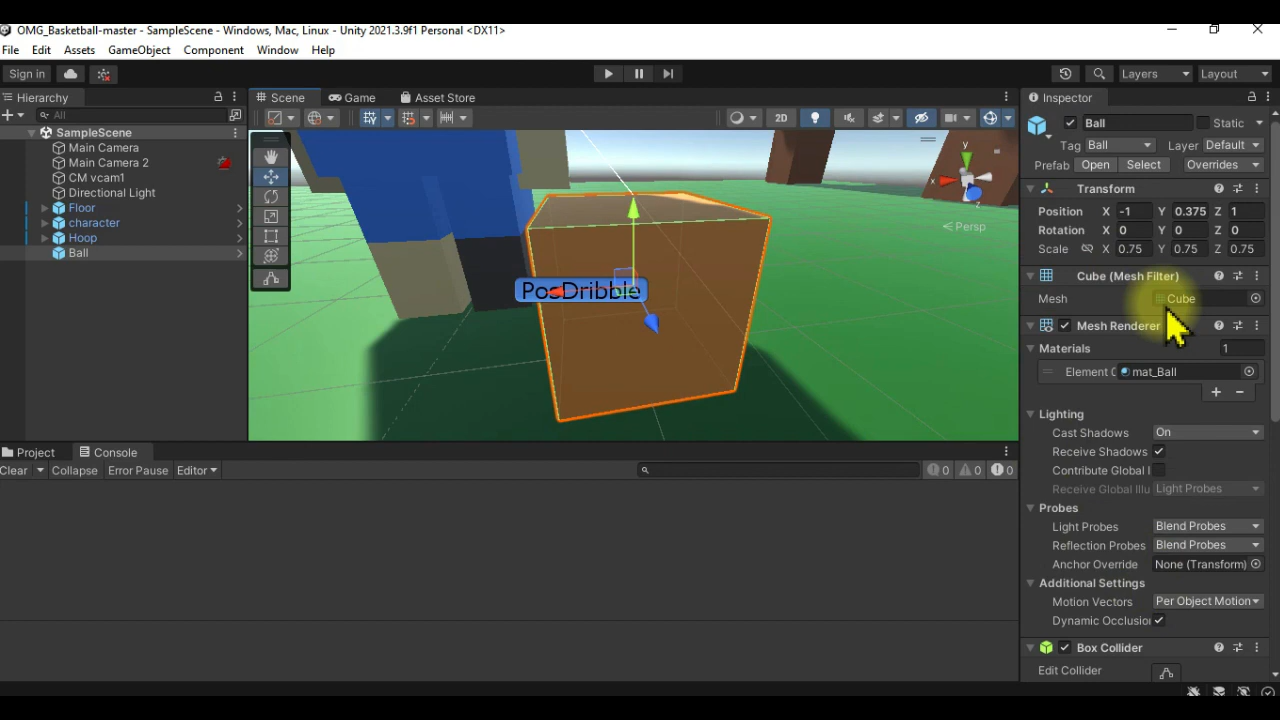 OMG_Basketball-master - SampleScene - Windows, Mac, Linux - Unity 2021.3.9f1 Personal <DX11>
File Edit Assets GameObject Component Window Help
Sign in Layers Layout
Hierarchy
All
SampleScene
Main Camera
Main Camera 2
CM vcam1
Directional Light
Floor
character
Hoop
Ball
Scene Game Asset Store
2D
y
x
z
Persp
PosDribble
Project Console
Clear Collapse Error Pause Editor
0 0 0
Inspector
Ball Static
Tag Ball Layer Default
Prefab Open Select Overrides
Transform
Position X -1 Y 0.375 Z 1
Rotation X 0 Y 0 Z 0
Scale X 0.75 Y 0.75 Z 0.75
Cube (Mesh Filter)
Mesh Cube
Mesh Renderer
Materials 1
Element mat_Ball
Lighting
Cast Shadows On
Receive Shadows
Contribute Global I
Receive Global Illu Light Probes
Probes
Light Probes Blend Probes
Reflection Probes Blend Probes
Anchor Override None (Transform)
Additional Settings
Motion Vectors Per Object Motion
Dynamic Occlusion
Box Collider
Edit Collider